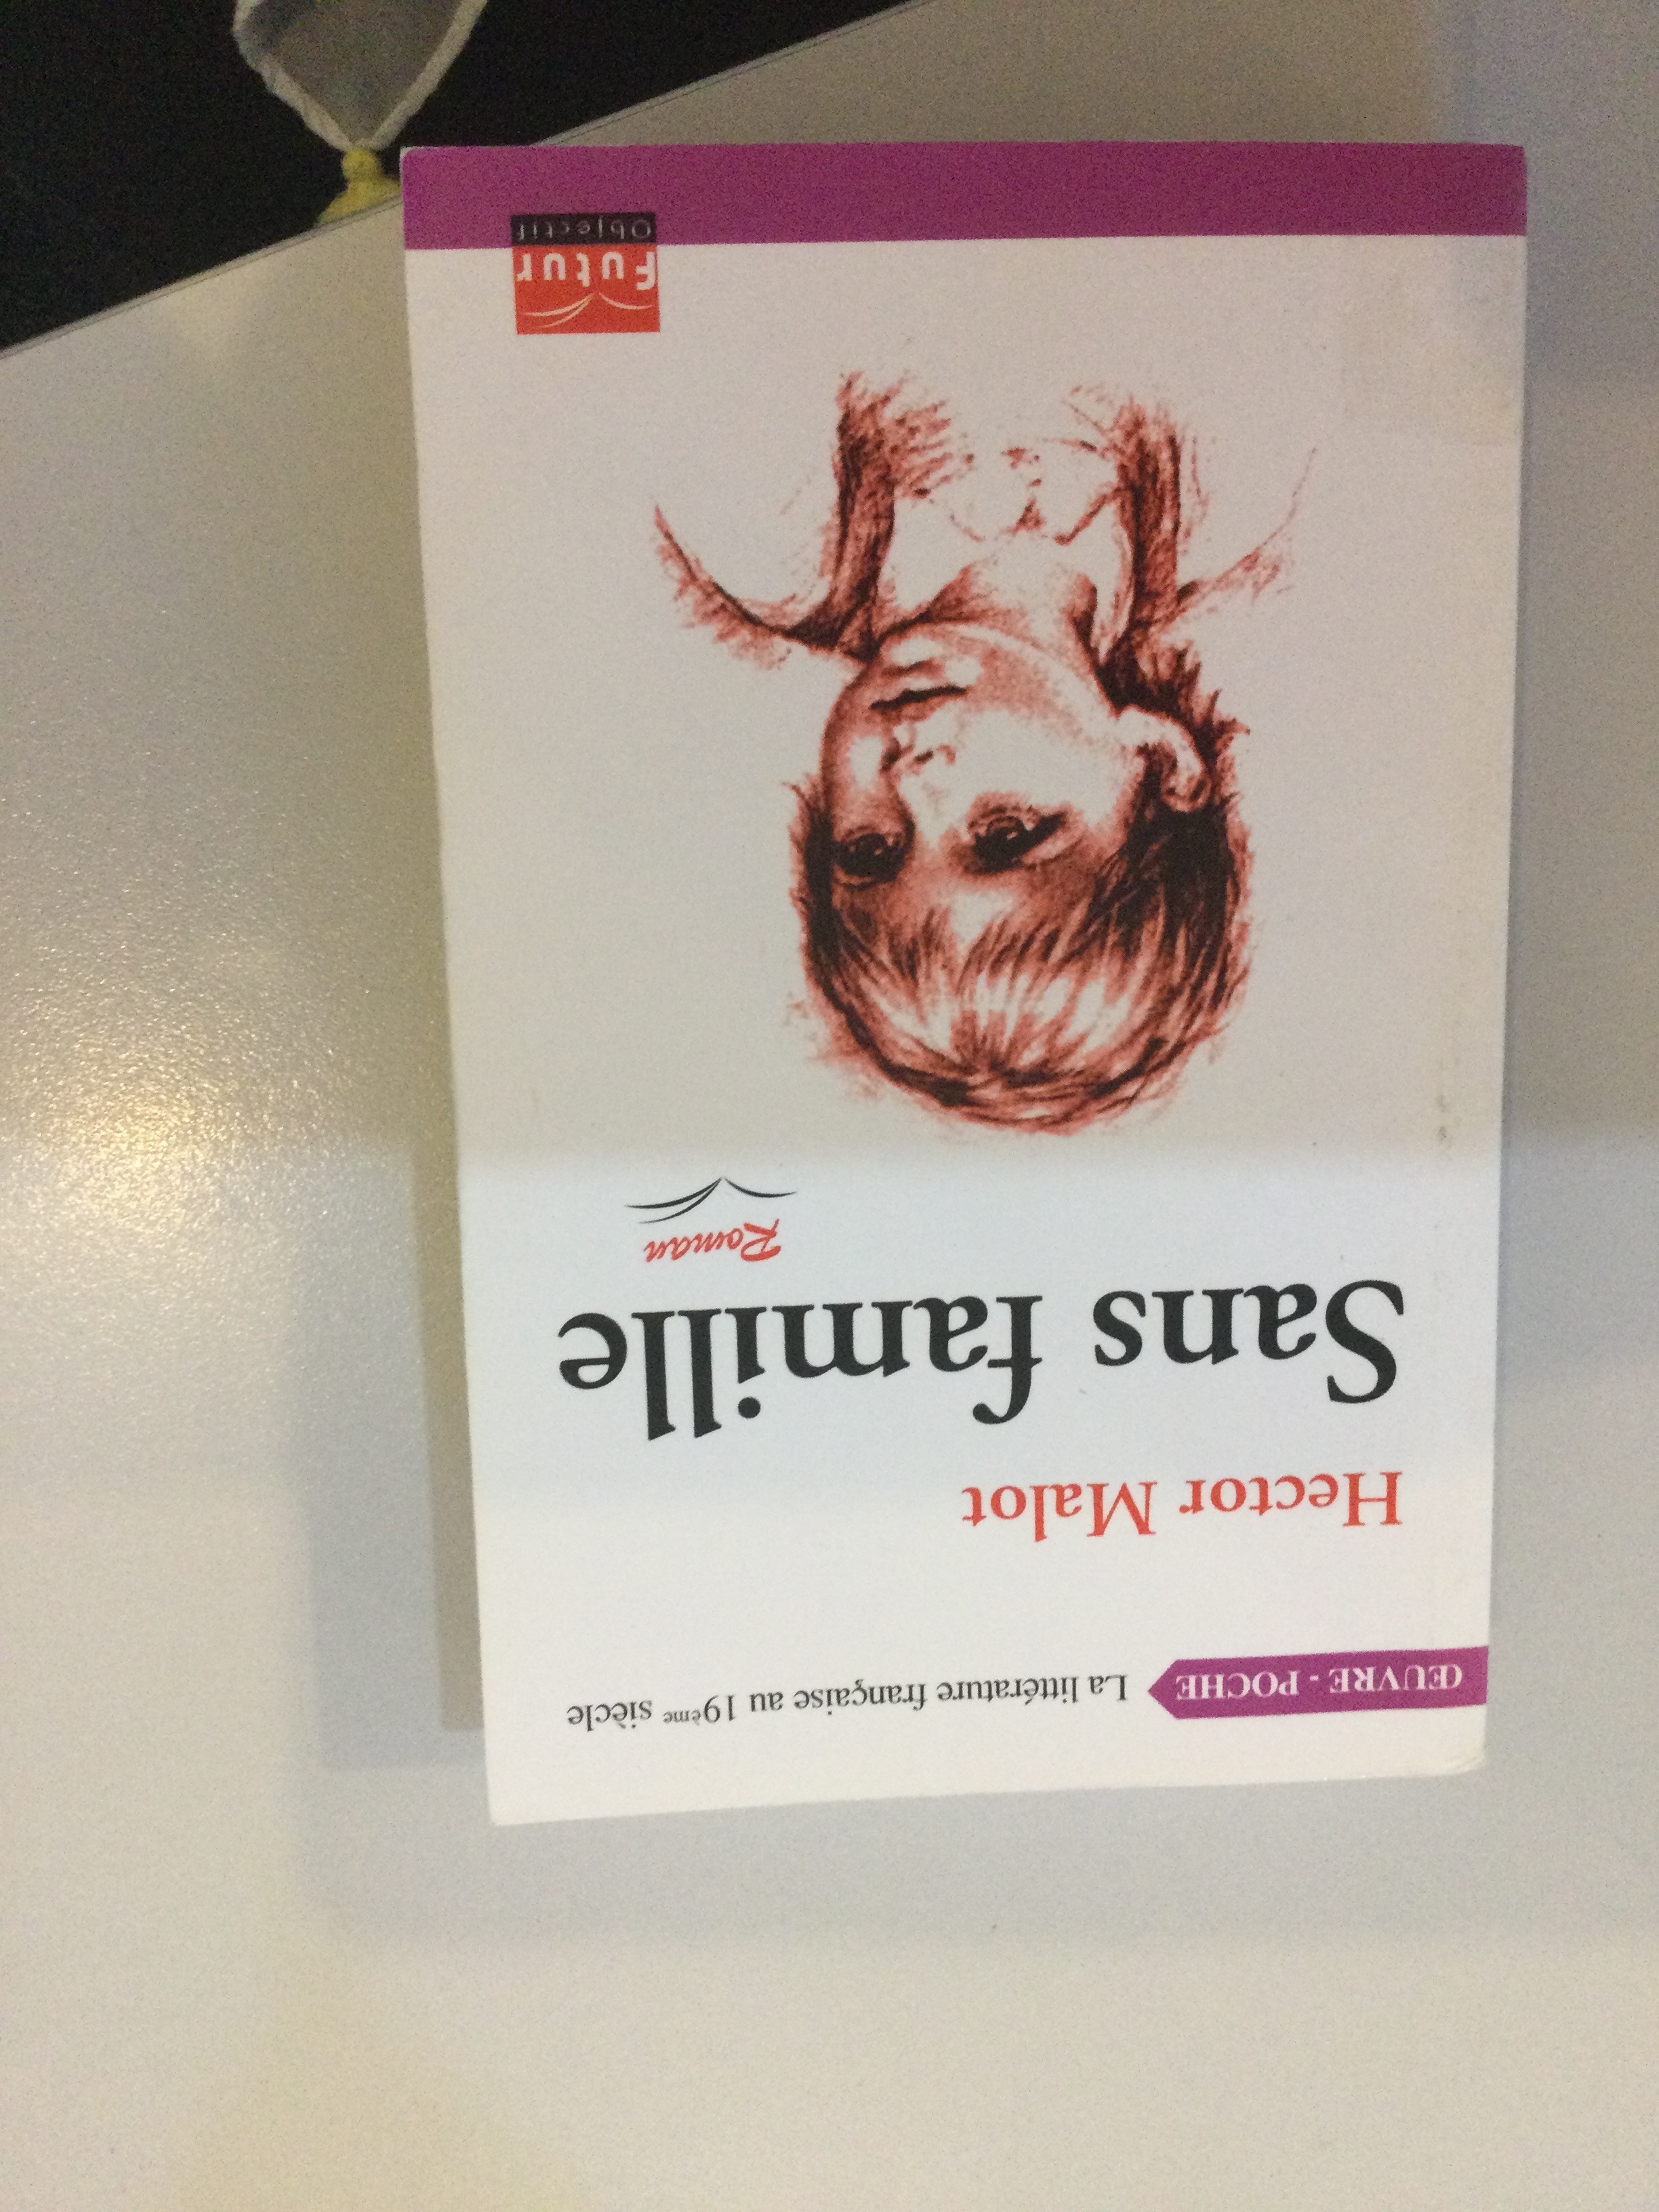 ŒUVRE - POCHE La littérature française au 19ème siècle
Hector Malot
Sans famille
Roman
Futur
Objectif